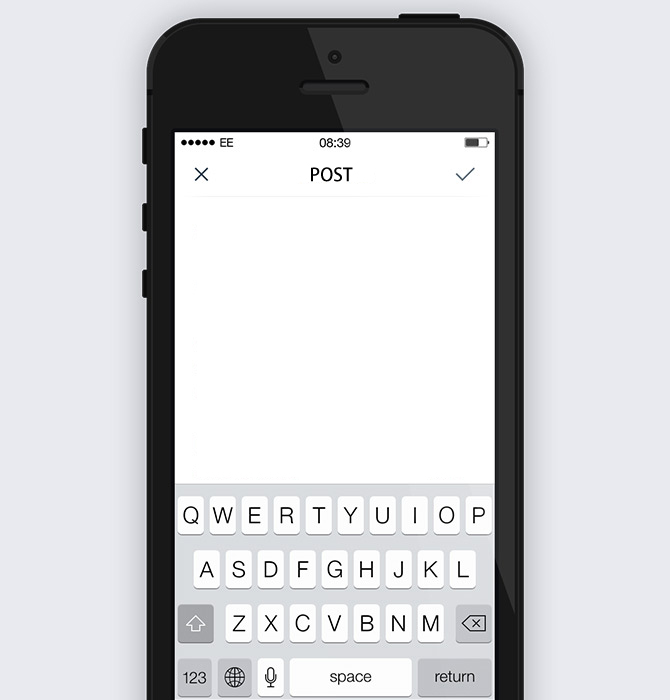 EE 08:39
POST
Q W E R T Y U I O P
A S D F G H J K L
Z X C V B N M
123 space return